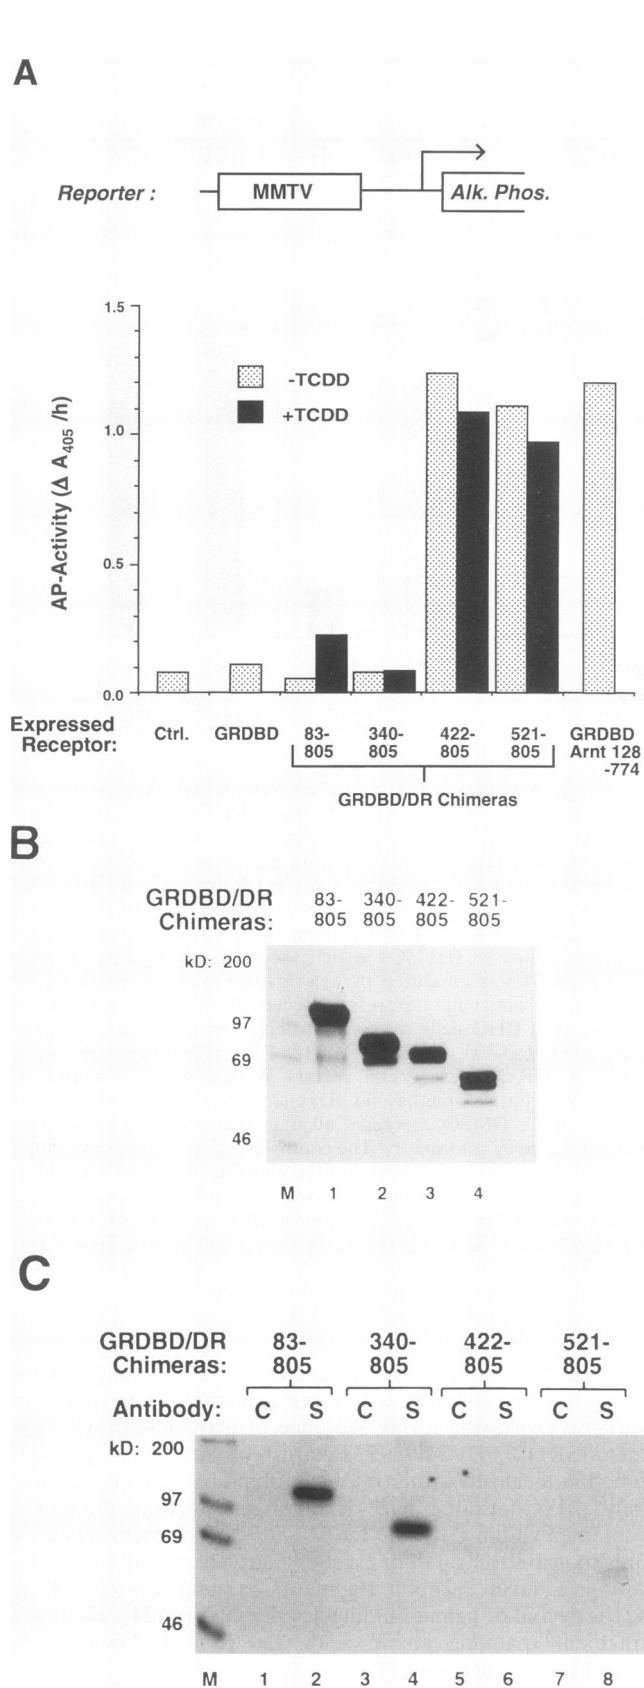 A
Reporter :
MMTV
Alk. Phos.
AP-Activity (Δ A405 /h)
1.5
1.0
0.5
0.0
-TCDD
+TCDD
Expressed Receptor:
Ctrl.
GRDBD
83-805
340-805
422-805
521-805
GRDBD Arnt 128-774
GRDBD/DR Chimeras
B
GRDBD/DR Chimeras:
83-805
340-805
422-805
521-805
kD: 200
97
69
46
M 1 2 3 4
C
GRDBD/DR Chimeras:
83-805
340-805
422-805
521-805
Antibody: C S C S C S C S
kD: 200
97
69
46
M 1 2 3 4 5 6 7 8